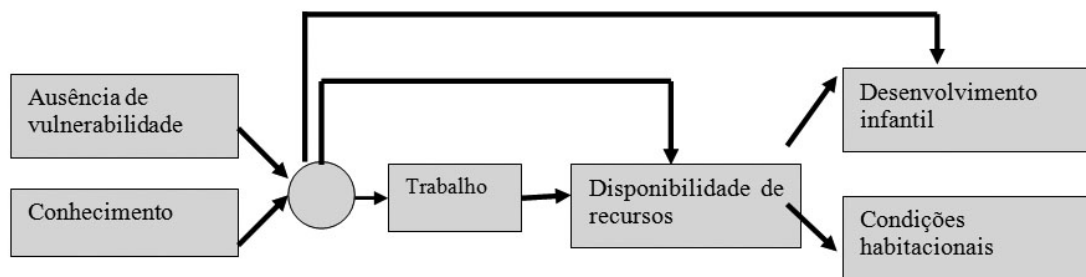 Ausência de
vulnerabilidade
Conhecimento
Trabalho
Disponibilidade de
recursos
Desenvolvimento
infantil
Condições
habitacionais